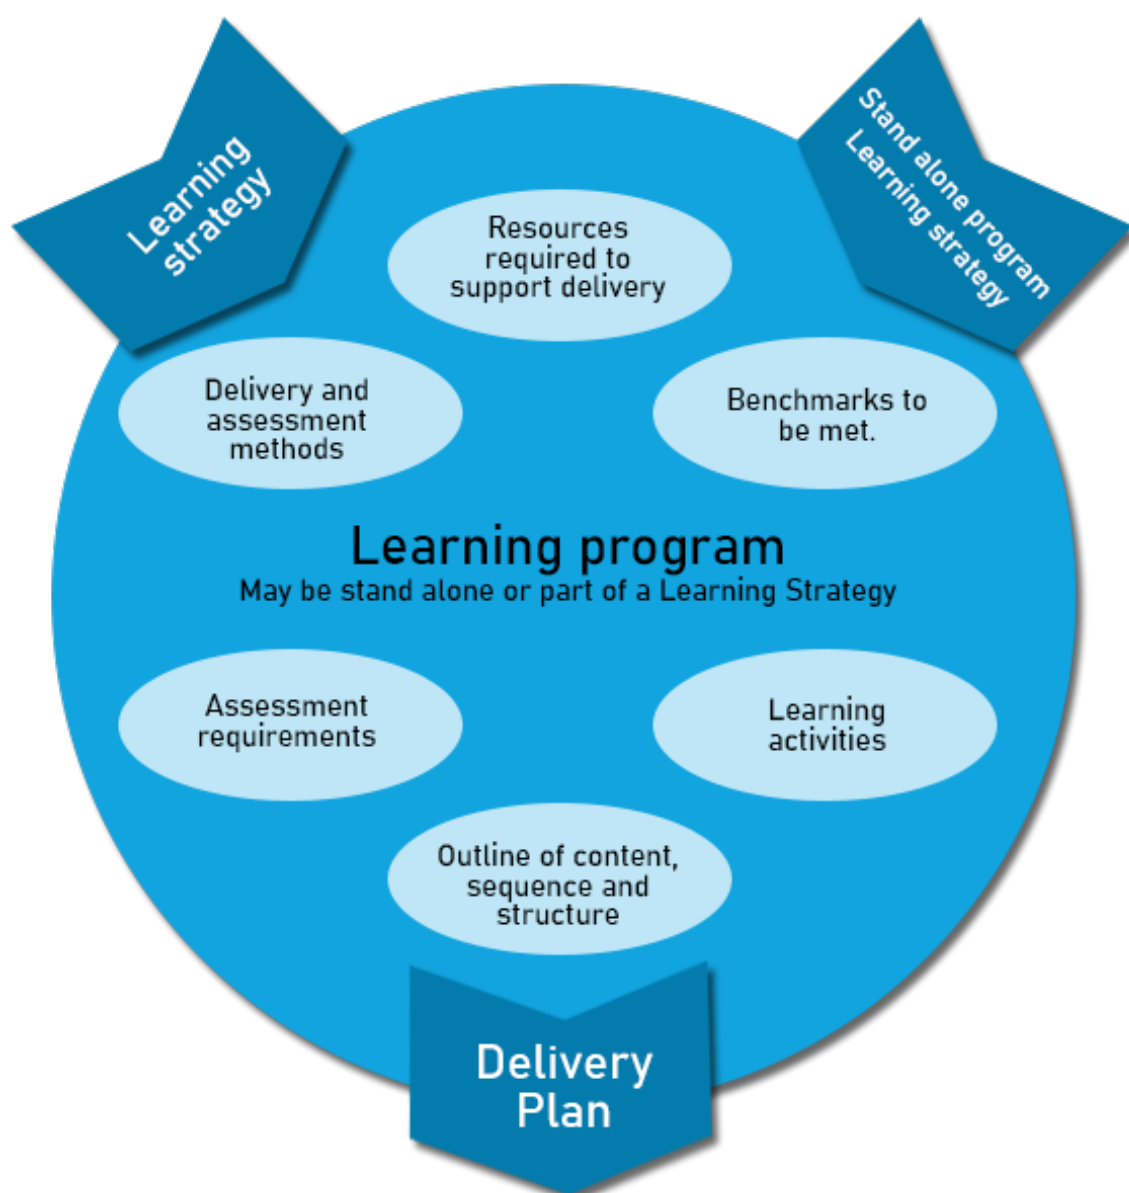 Learning
strategy
Stand alone program
Learning strategy
Resources
required to
support delivery
Delivery and
assessment
methods
Benchmarks to
be met.
Learning program
May be stand alone or part of a Learning Strategy
Assessment
requirements
Learning
activities
Outline of content,
sequence and
structure
Delivery
Plan